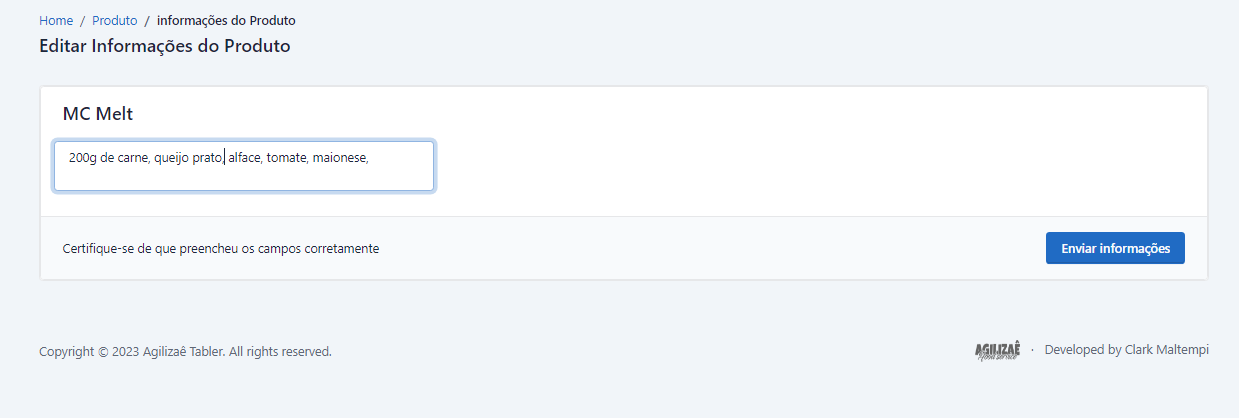 Home / Produto / informações do Produto
Editar Informações do Produto
MC Melt
200g de carne, queijo prato, alface, tomate, maionese,
Certifique-se de que preencheu os campos corretamente
Enviar informações
Copyright © 2023 Agilizaê Tabler. All rights reserved.
AGILIZAÊ
· Developed by Clark Maltempi